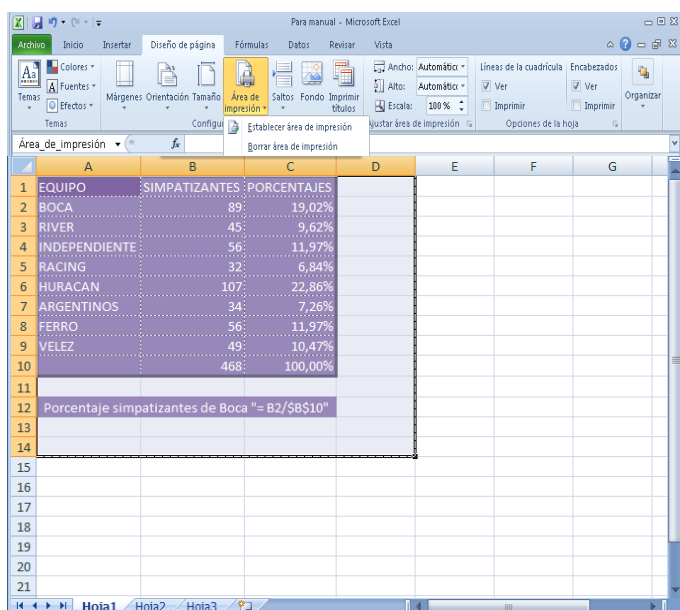 Para manual - Microsoft Excel
Archivo Inicio Insertar Diseño de página Fórmulas Datos Revisar Vista
Aa Temas
Colores
A Fuentes
Efectos
Temas
Márgenes Orientación Tamaño Área de impresión Saltos Fondo Imprimir títulos
Configu
Ancho: Automático
Alto: Automático
Escala: 100 %
Ajustar área de impresión
Líneas de la cuadrícula Encabezados
Ver Ver
Imprimir Imprimir
Opciones de la hoja
Organizar
Establecer área de impresión
Borrar área de impresión
Área_de_impresión fx
A B C D E F G
1 EQUIPO SIMPATIZANTES PORCENTAJES
2 BOCA 89 19,02%
3 RIVER 45 9,62%
4 INDEPENDIENTE 56 11,97%
5 RACING 32 6,84%
6 HURACAN 107 22,86%
7 ARGENTINOS 34 7,26%
8 FERRO 56 11,97%
9 VELEZ 49 10,47%
10 468 100,00%
11
12 Porcentaje simpatizantes de Boca "= B2/$B$10"
13
14
15
16
17
18
19
20
21
Hoja1 Hoja2 Hoja3